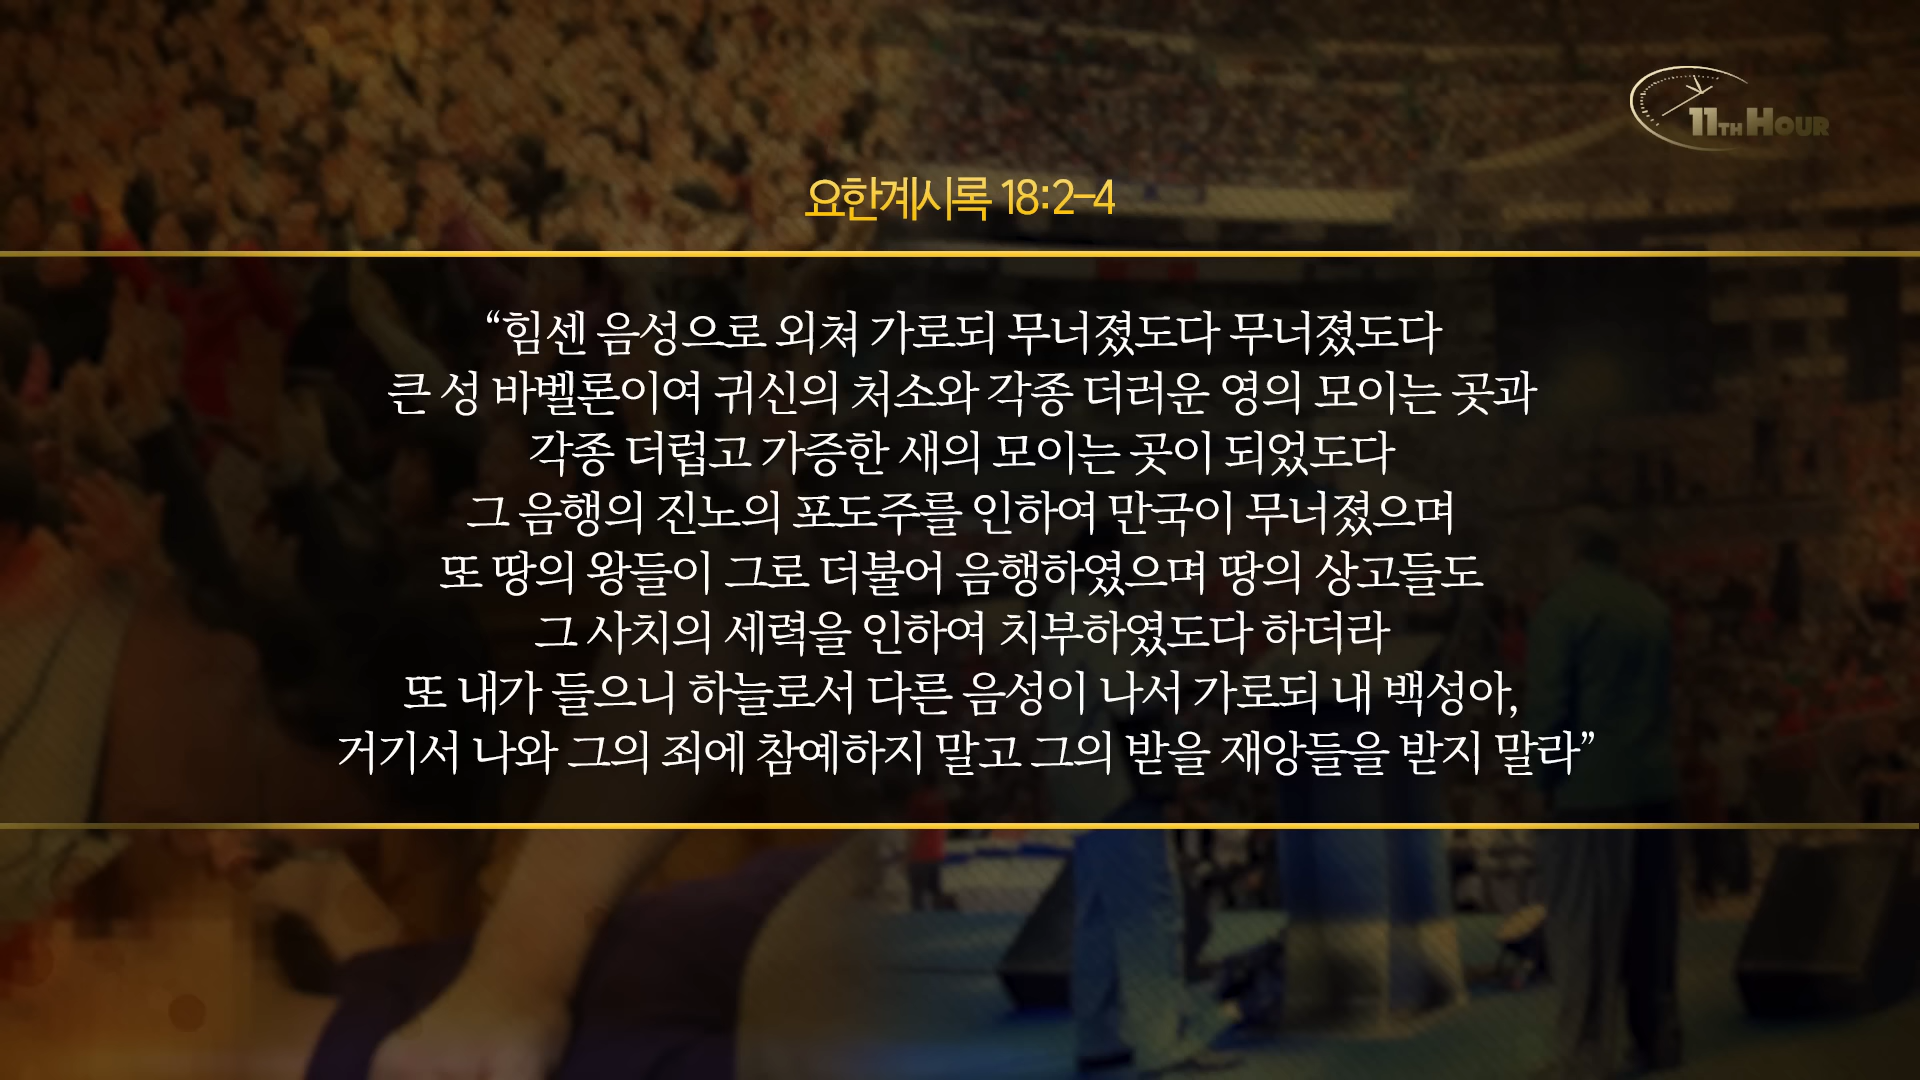 11TH HOUR
요한계시록 18:2-4
“힘센 음성으로 외쳐 가로되 무너졌도다 무너졌도다
큰 성 바벨론이여 귀신의 처소와 각종 더러운 영의 모이는 곳과
각종 더럽고 가증한 새의 모이는 곳이 되었도다
그 음행의 진노의 포도주를 인하여 만국이 무너졌으며
또 땅의 왕들이 그로 더불어 음행하였으며 땅의 상고들도
그 사치의 세력을 인하여 치부하였도다 하더라
또 내가 들으니 하늘로서 다른 음성이 나서 가로되 내 백성아,
거기서 나와 그의 죄에 참예하지 말고 그의 받을 재앙들을 받지 말라”